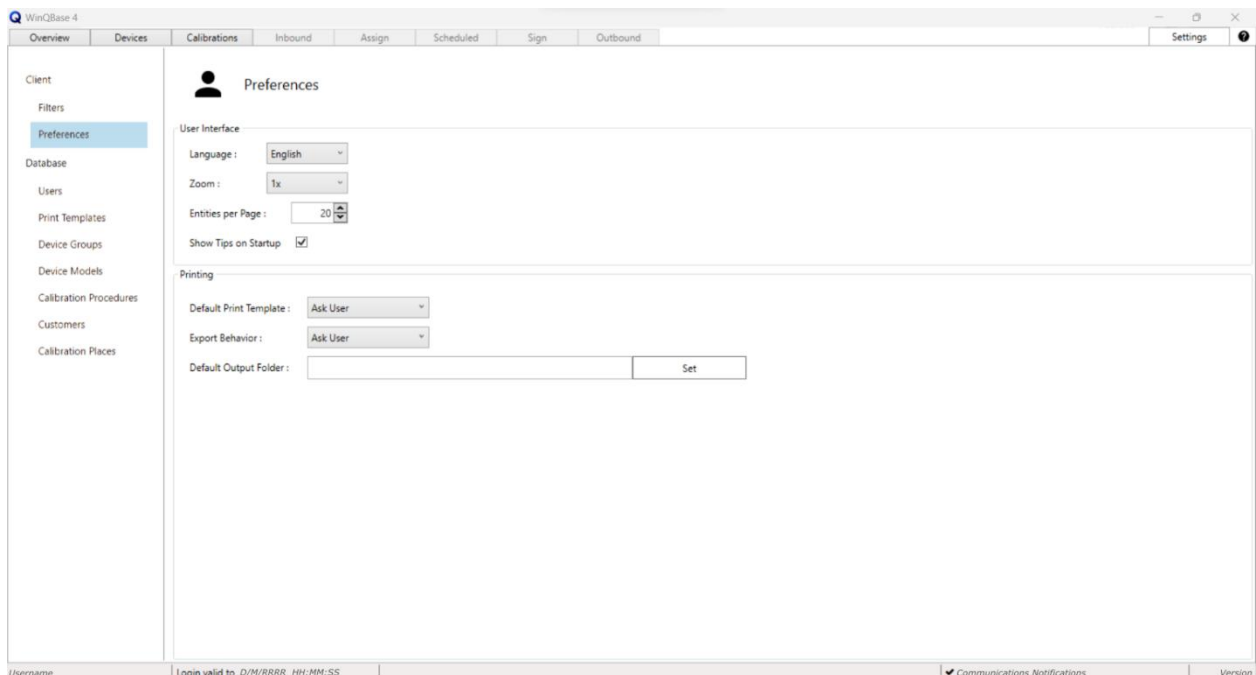 WinQBase 4
Overview Devices Calibrations Inbound Assign Scheduled Sign Outbound Settings ?
Client
Filters
Preferences
Database
Users
Print Templates
Device Groups
Device Models
Calibration Procedures
Customers
Calibration Places
Preferences
User Interface
Language : English
Zoom : 1x
Entities per Page : 20
Show Tips on Startup
Printing
Default Print Template : Ask User
Export Behavior : Ask User
Default Output Folder : Set
Username Login valid to D/M/RRRR HH:MM:SS Communications Notifications Version